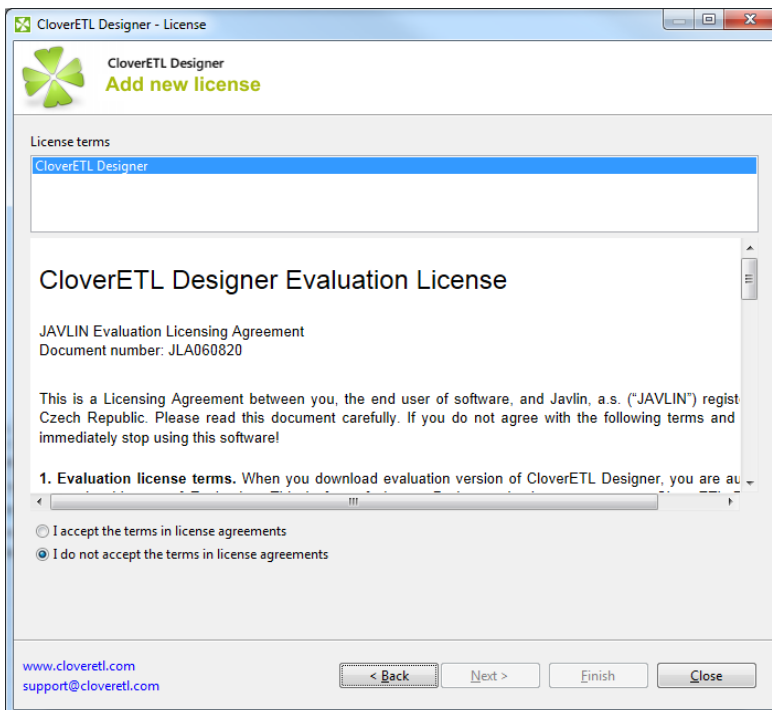 CloverETL Designer - License
CloverETL Designer
Add new license
License terms
CloverETL Designer
CloverETL Designer Evaluation License
JAVLIN Evaluation Licensing Agreement
Document number: JLA060820
This is a Licensing Agreement between you, the end user of software, and Javlin, a.s. (“JAVLIN”) registe
Czech Republic. Please read this document carefully. If you do not agree with the following terms and
immediately stop using this software!
1. Evaluation license terms. When you download evaluation version of CloverETL Designer, you are au
I accept the terms in license agreements
I do not accept the terms in license agreements
www.cloveretl.com
support@cloveretl.com
< Back
Next >
Finish
Close